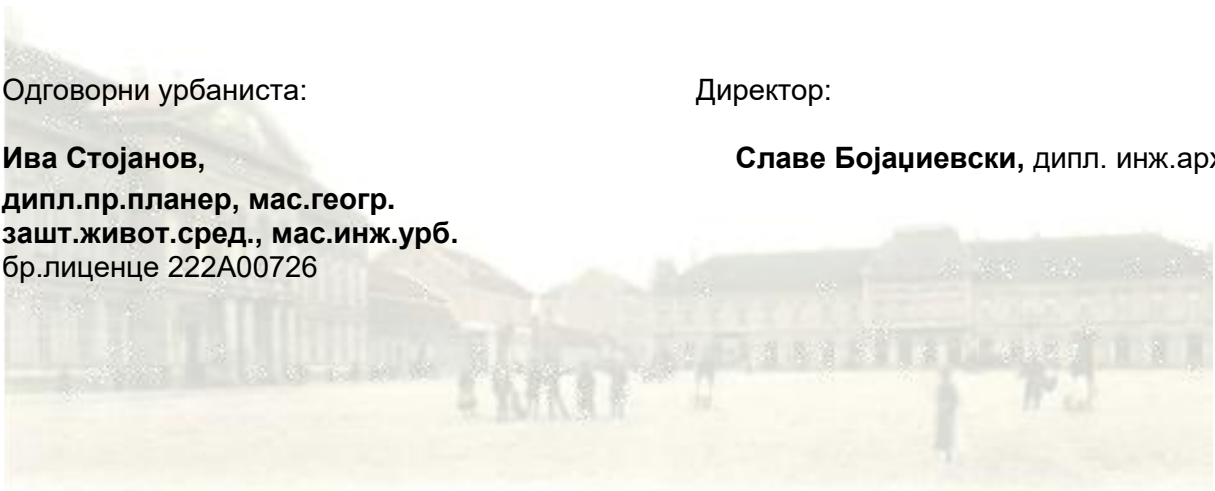 Одговорни урбаниста:
Директор:
Ива Стојанов,
Славе Бојаџиевски, дипл. инж.арх
дипл.пр.планер, мас.геогр.
зашт.живот.сред., мас.инж.урб.
бр.лиценце 222А00726